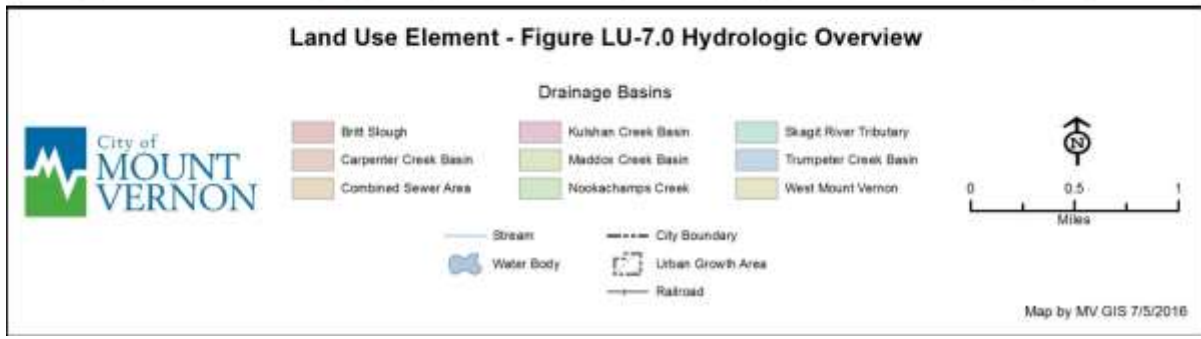 Land Use Element - Figure LU-7.0 Hydrologic Overview
Drainage Basins
City of
MOUNT
VERNON
Britt Slough
Carpenter Creek Basin
Combined Sewer Area
Kulshan Creek Basin
Maddox Creek Basin
Nookachamps Creek
Skagit River Tributary
Trumpeter Creek Basin
West Mount Vernon
Stream
Water Body
City Boundary
Urban Growth Area
Railroad
N
0 0.5 1
Miles
Map by MV GIS 7/5/2016